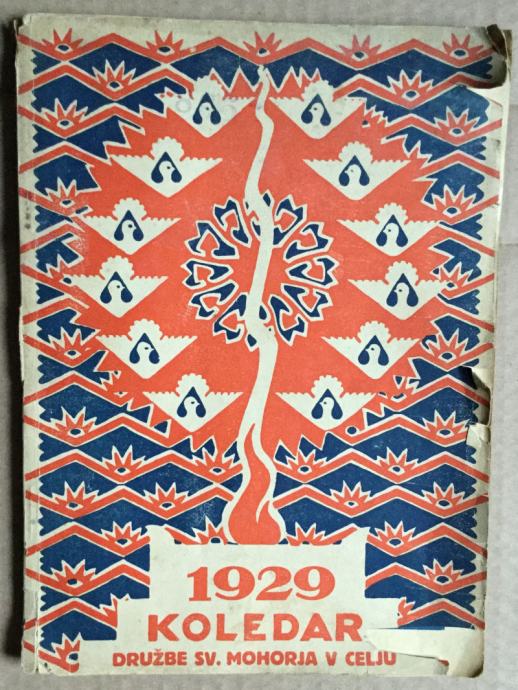 1929
KOLEDAR
DRUŽBE SV. MOHORJA V CELJU